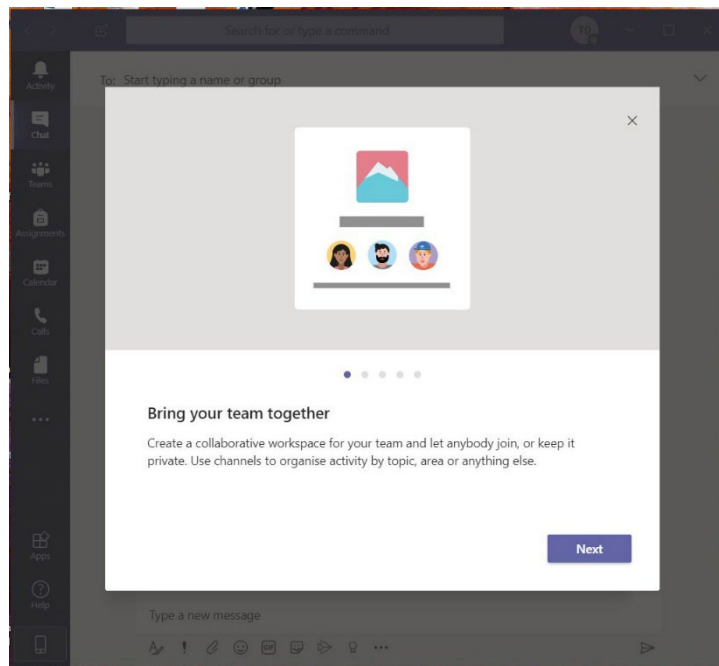 Search for or type a command
TO
Activity
To: Start typing a name or group
Chat
Teams
Assignments
Calendar
Calls
Files
Bring your team together
Create a collaborative workspace for your team and let anybody join, or keep it
private. Use channels to organise activity by topic, area or anything else.
Next
Apps
Help
Type a new message
GIF